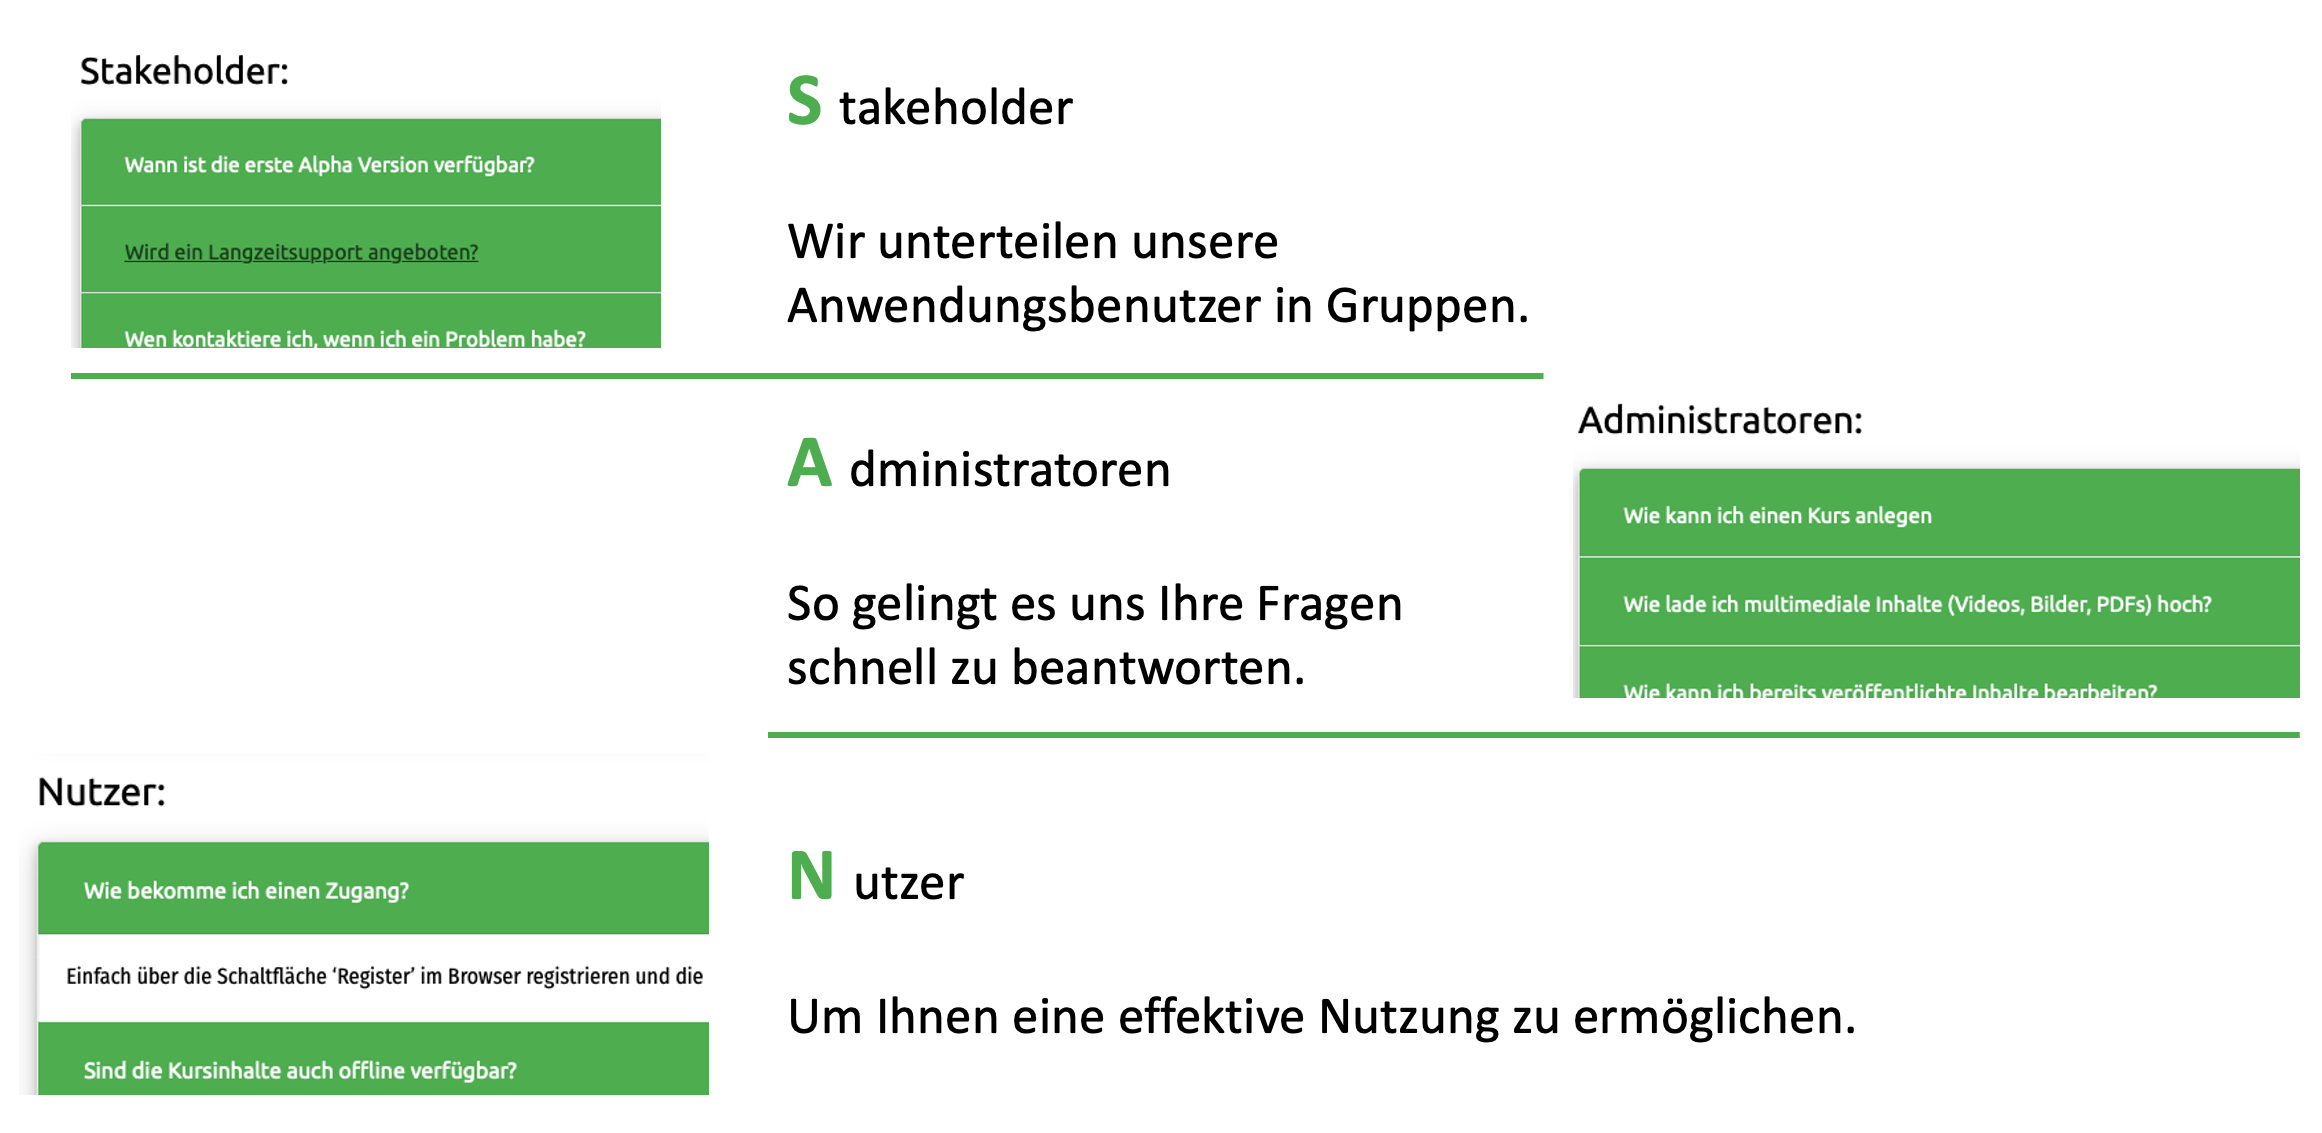 Stakeholder:
Wann ist die erste Alpha Version verfügbar?
Wird ein Langzeitsupport angeboten?
Wen kontaktiere ich, wenn ich ein Problem habe?
S takeholder
Wir unterteilen unsere
Anwendungsbenutzer in Gruppen.
A dministratoren
So gelingt es uns Ihre Fragen
schnell zu beantworten.
Administratoren:
Wie kann ich einen Kurs anlegen
Wie lade ich multimediale Inhalte (Videos, Bilder, PDFs) hoch?
Wie kann ich bereits veröffentlichte Inhalte bearbeiten?
Nutzer:
Wie bekomme ich einen Zugang?
Einfach über die Schaltfläche ‘Register’ im Browser registrieren und die
Sind die Kursinhalte auch offline verfügbar?
N utzer
Um Ihnen eine effektive Nutzung zu ermöglichen.